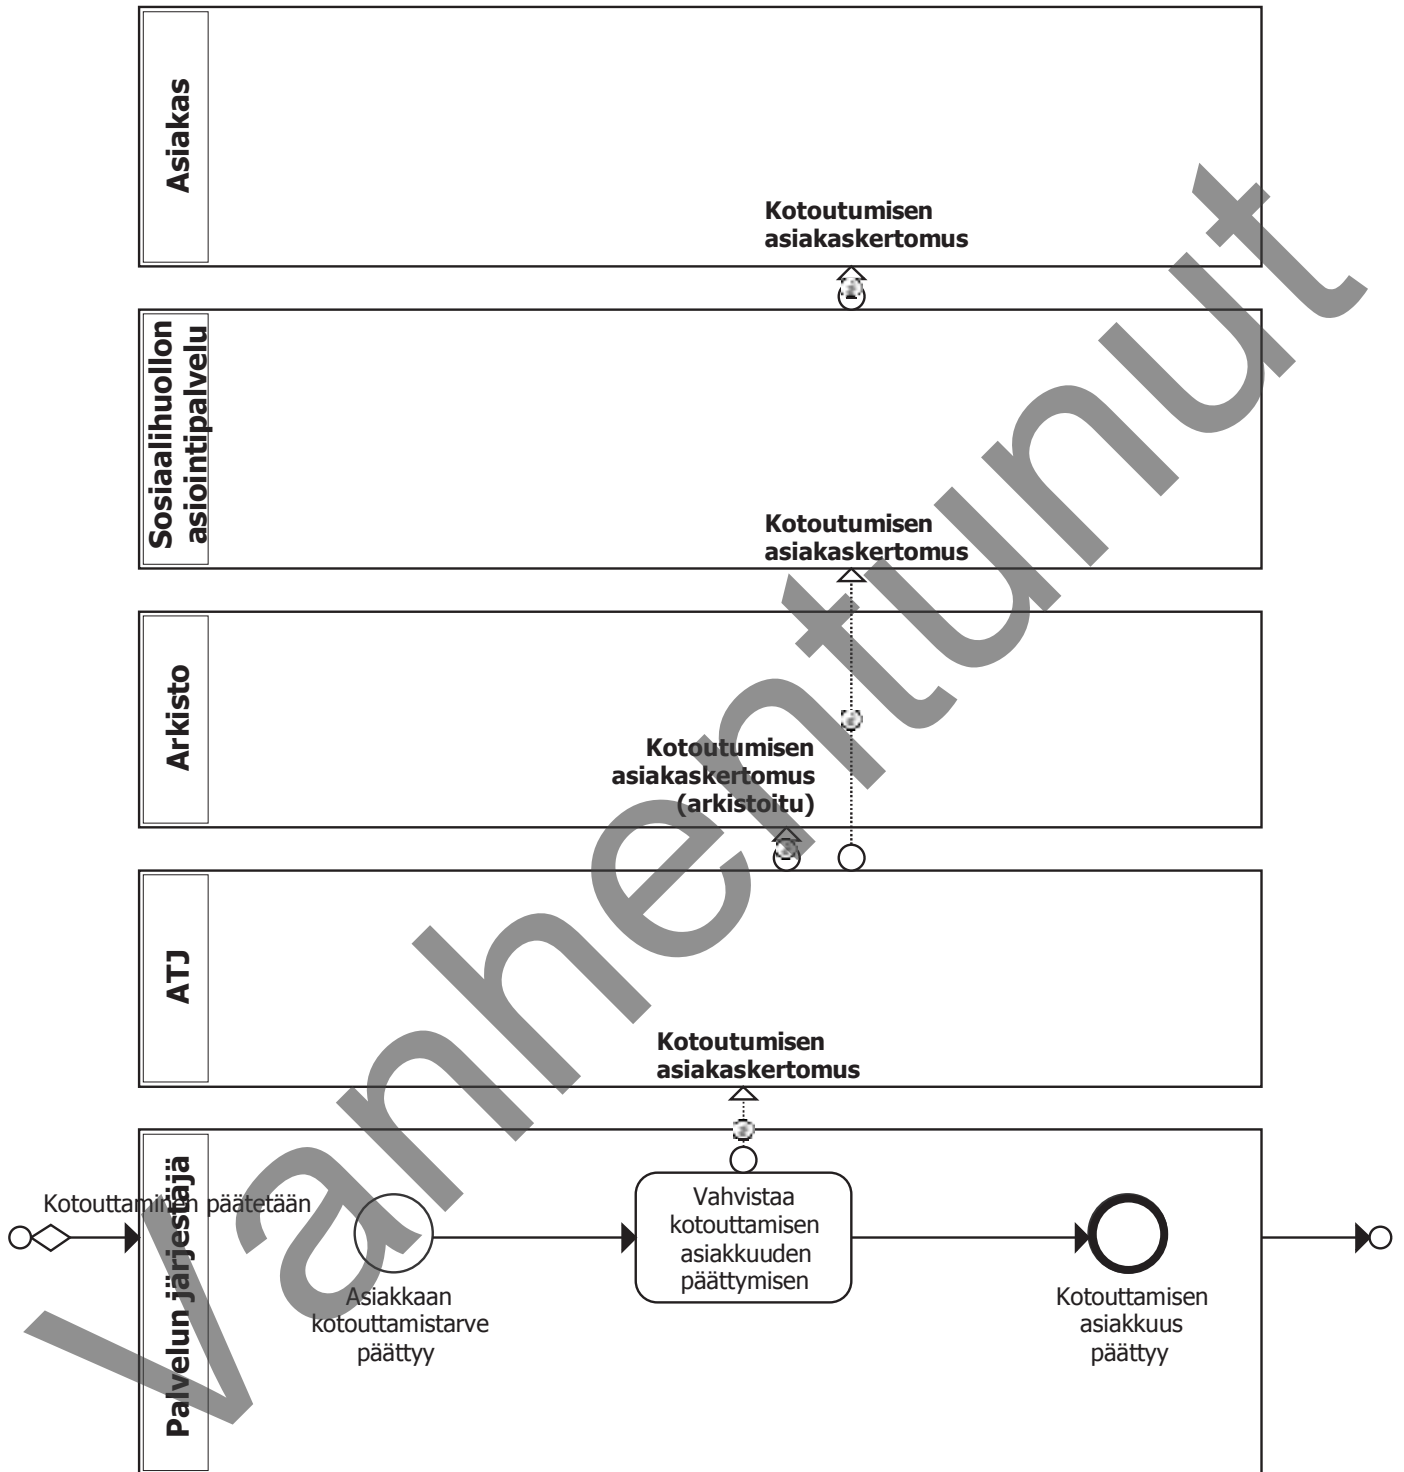 Asiakas
Kotoutumisen
asiakaskertomus
Sosiaalihuollon
asiointipalvelu
Kotoutumisen
asiakaskertomus
Arkisto
Kotoutumisen
asiakaskertomus
(arkistoitu)
ATJ
Kotoutumisen
asiakaskertomus
Palvelun järjestäjä
Kotouttaminen päätetään
Asiakkaan
kotouttamistarve
päättyy
Vahvistaa
kotouttamisen
asiakkuuden
päättymisen
Kotouttamisen
asiakkuus
päättyy
Vanhentunut